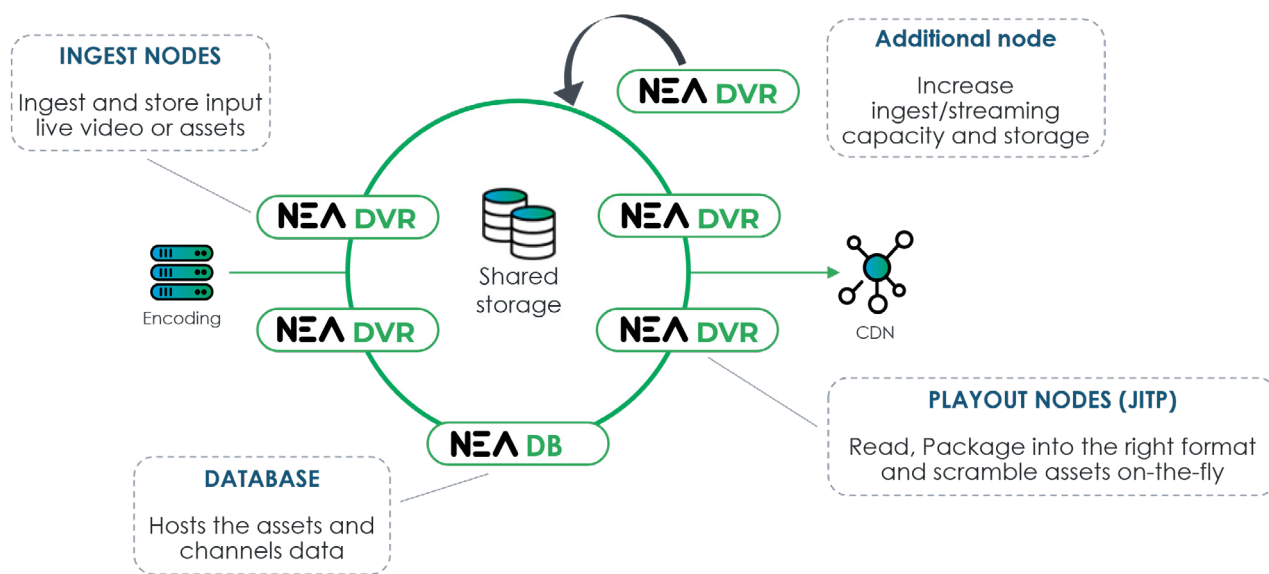 INGEST NODES
Ingest and store input
live video or assets
NEA DVR
Additional node
Increase
ingest/streaming
capacity and storage
NEA DVR
NEA DVR
Shared
storage
Encoding
CDN
NEA DVR
NEA DVR
NEA DB
PLAYOUT NODES (JITP)
Read, Package into the right format
and scramble assets on-the-fly
DATABASE
Hosts the assets and
channels data